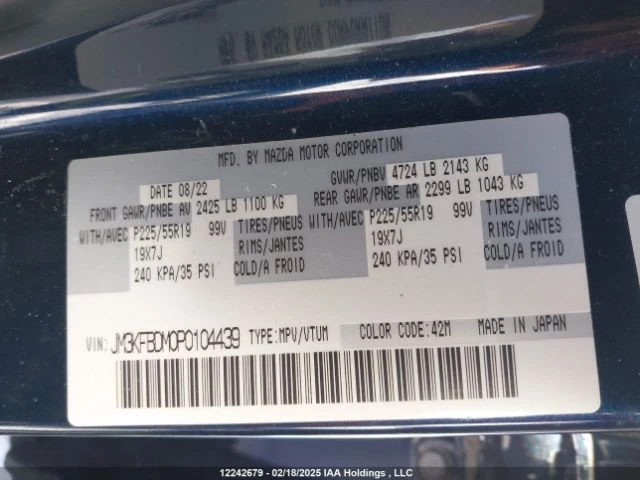 MFD. BY MAZDA MOTOR CORPORATION
DATE 08/22 GVWR/PNBV 4724 LB 2143 KG
FRONT GAWR/PNBE AV 2425 LB 1100 KG REAR GAWR/PNBE AR 2299 LB 1043 KG
WITH/AVEC P225/55R19 99V TIRES/PNEUS WITH/AVEC P225/55R19 99V TIRES/PNEUS
19X7J RIMS/JANTES 19X7J RIMS/JANTES
240 KPA/35 PSI COLD/A FROID 240 KPA/35 PSI COLD/A FROID
VIN: JM3KFBDM0P0104439 TYPE:MPV/VTUM COLOR CODE:42M MADE IN JAPAN
12242679 - 02/18/2025 IAA Holdings , LLC